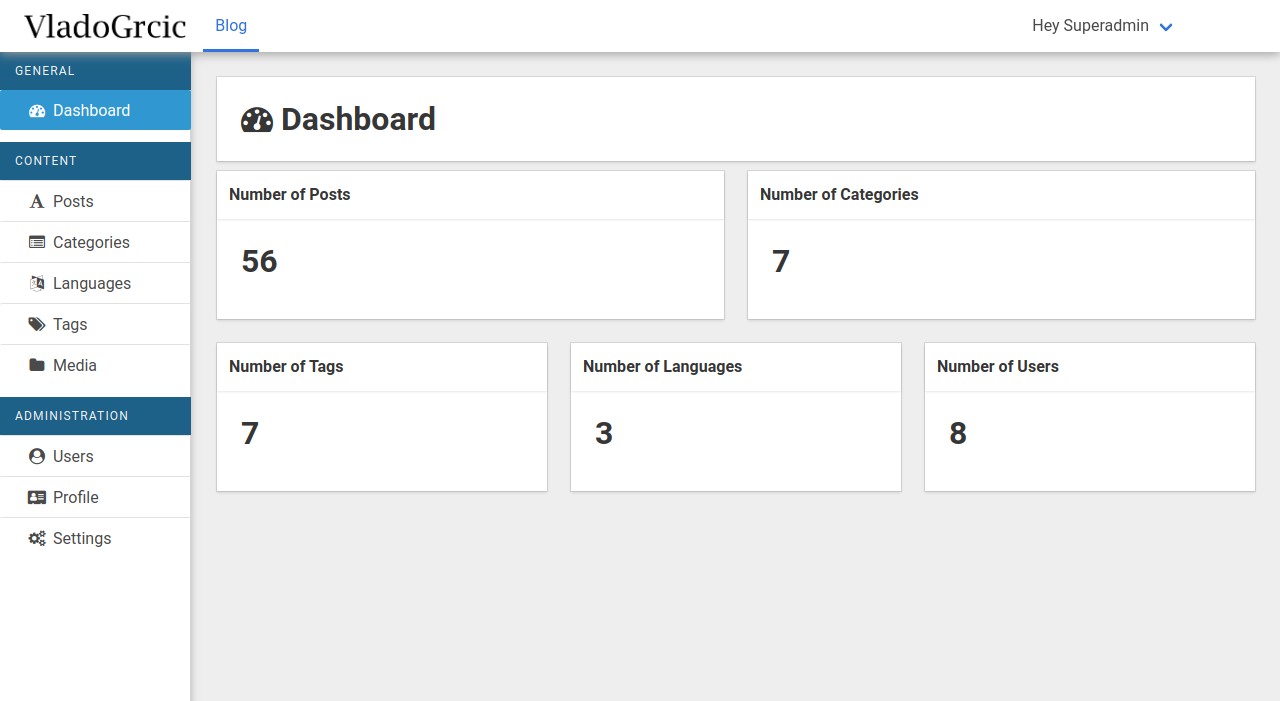 VladoGrcic
Blog
Hey Superadmin
GENERAL
Dashboard
CONTENT
Posts
Categories
Languages
Tags
Media
ADMINISTRATION
Users
Profile
Settings
Dashboard
Number of Posts
56
Number of Categories
7
Number of Tags
7
Number of Languages
3
Number of Users
8